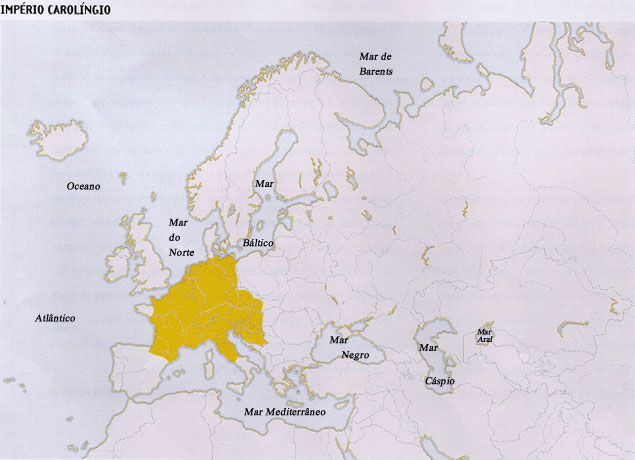 IMPÉRIO CAROLÍNGIO
Mar de
Barents
Oceano
Mar
Mar
do
Norte
Báltico
Atlântico
Mar
Negro
Mar
Cáspio
Mar
Aral
Mar Mediterrâneo